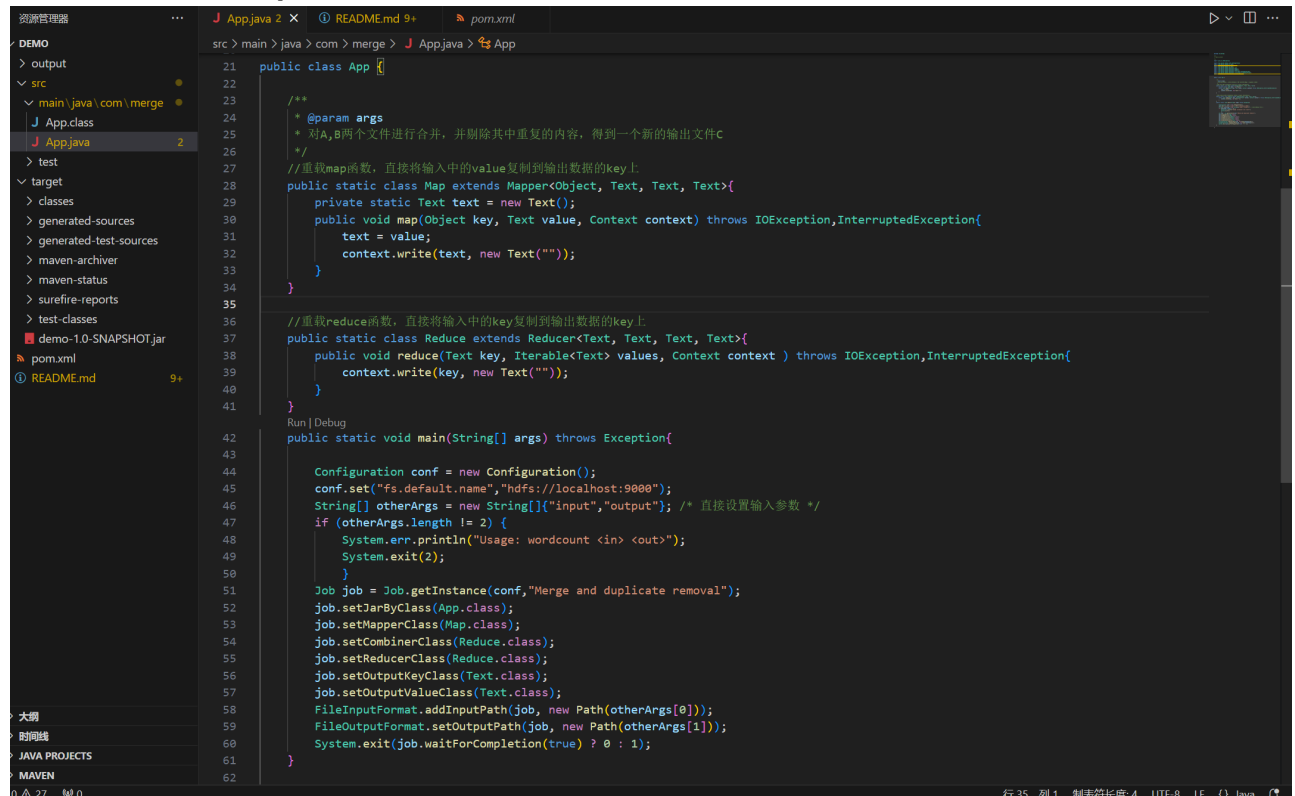 资源管理器 ···
App.java 2 ×
README.md 9+
pom.xml
DEMO
src > main > java > com > merge > J App.java > App
output
src
main\java\com\merge
App.class
App.java 2
test
target
classes
generated-sources
generated-test-sources
maven-archiver
maven-status
surefire-reports
test-classes
demo-1.0-SNAPSHOT.jar
pom.xml
README.md 9+
大纲
时间线
JAVA PROJECTS
MAVEN
21 public class App {
22
23 /**
24 * @param args
25 * 对A,B两个文件进行合并，并剔除其中重复的内容，得到一个新的输出文件C
26 */
27 //重载map函数，直接将输入中的value复制到输出数据的key上
28 public static class Map extends Mapper<Object, Text, Text, Text>{
29 private static Text text = new Text();
30 public void map(Object key, Text value, Context context) throws IOException,InterruptedException{
31 text = value;
32 context.write(text, new Text(""));
33 }
34 }
35
36 //重载reduce函数，直接将输入中的key复制到输出数据的key上
37 public static class Reduce extends Reducer<Text, Text, Text, Text>{
38 public void reduce(Text key, Iterable<Text> values, Context context ) throws IOException,InterruptedException{
39 context.write(key, new Text(""));
40 }
41 }
Run | Debug
42 public static void main(String[] args) throws Exception{
43
44 Configuration conf = new Configuration();
45 conf.set("fs.default.name","hdfs://localhost:9000");
46 String[] otherArgs = new String[]{"input","output"}; /* 直接设置输入参数 */
47 if (otherArgs.length != 2) {
48 System.err.println("Usage: wordcount <in> <out>");
49 System.exit(2);
50 }
51 Job job = Job.getInstance(conf,"Merge and duplicate removal");
52 job.setJarByClass(App.class);
53 job.setMapperClass(Map.class);
54 job.setCombinerClass(Reduce.class);
55 job.setReducerClass(Reduce.class);
56 job.setOutputKeyClass(Text.class);
57 job.setOutputValueClass(Text.class);
58 FileInputFormat.addInputPath(job, new Path(otherArgs[0]));
59 FileOutputFormat.setOutputPath(job, new Path(otherArgs[1]));
60 System.exit(job.waitForCompletion(true) ? 0 : 1);
61 }
62
0 27 0
行 35, 列 1 制表符长度: 4 UTF-8 LF {} Java